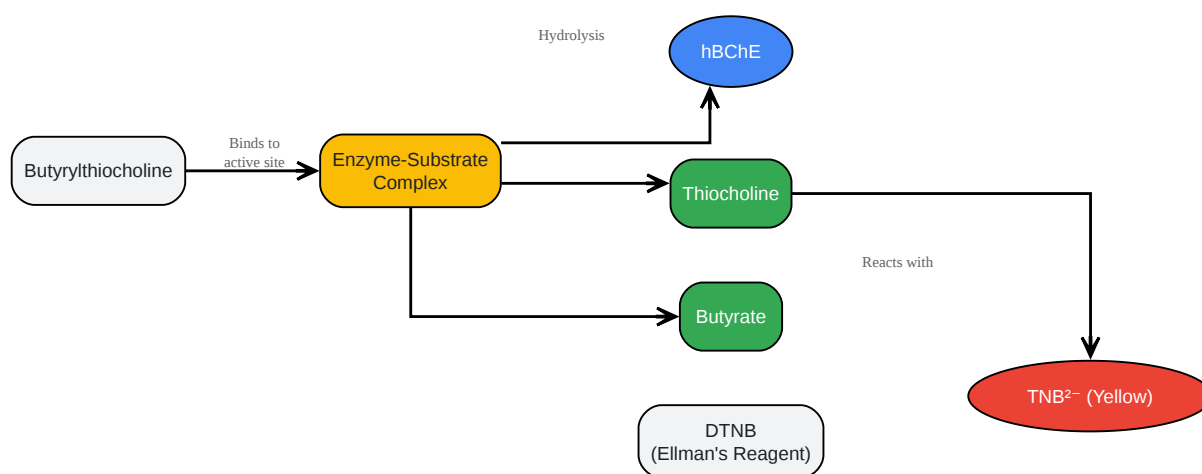 Hydrolysis
hBChE
Butyrylthiocholine
Binds to
active site
Enzyme-Substrate
Complex
Thiocholine
Reacts with
Butyrate
TNB²⁻ (Yellow)
DTNB
(Ellman's Reagent)